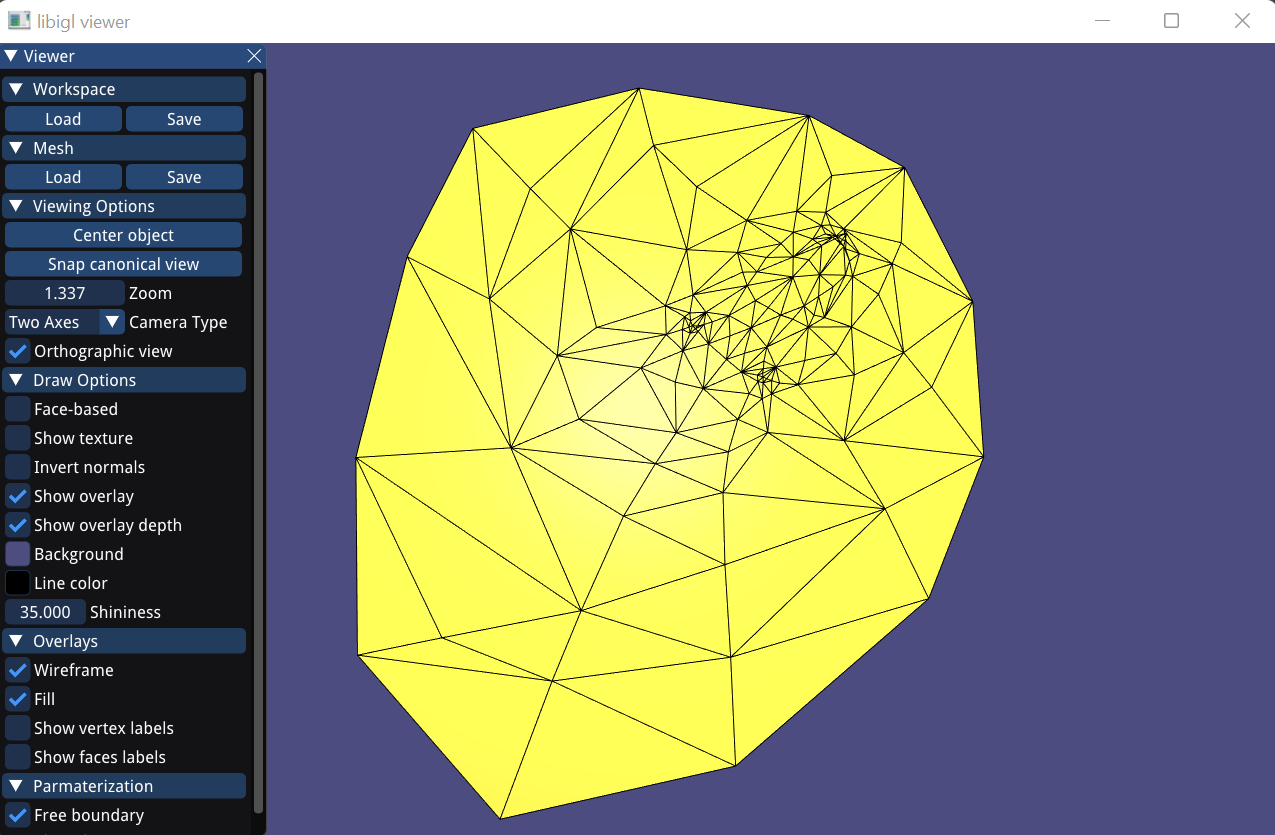 libigl viewer
Viewer
Workspace
Load Save
Mesh
Load Save
Viewing Options
Center object
Snap canonical view
1.337 Zoom
Two Axes Camera Type
Orthographic view
Draw Options
Face-based
Show texture
Invert normals
Show overlay
Show overlay depth
Background
Line color
35.000 Shininess
Overlays
Wireframe
Fill
Show vertex labels
Show faces labels
Parmaterization
Free boundary